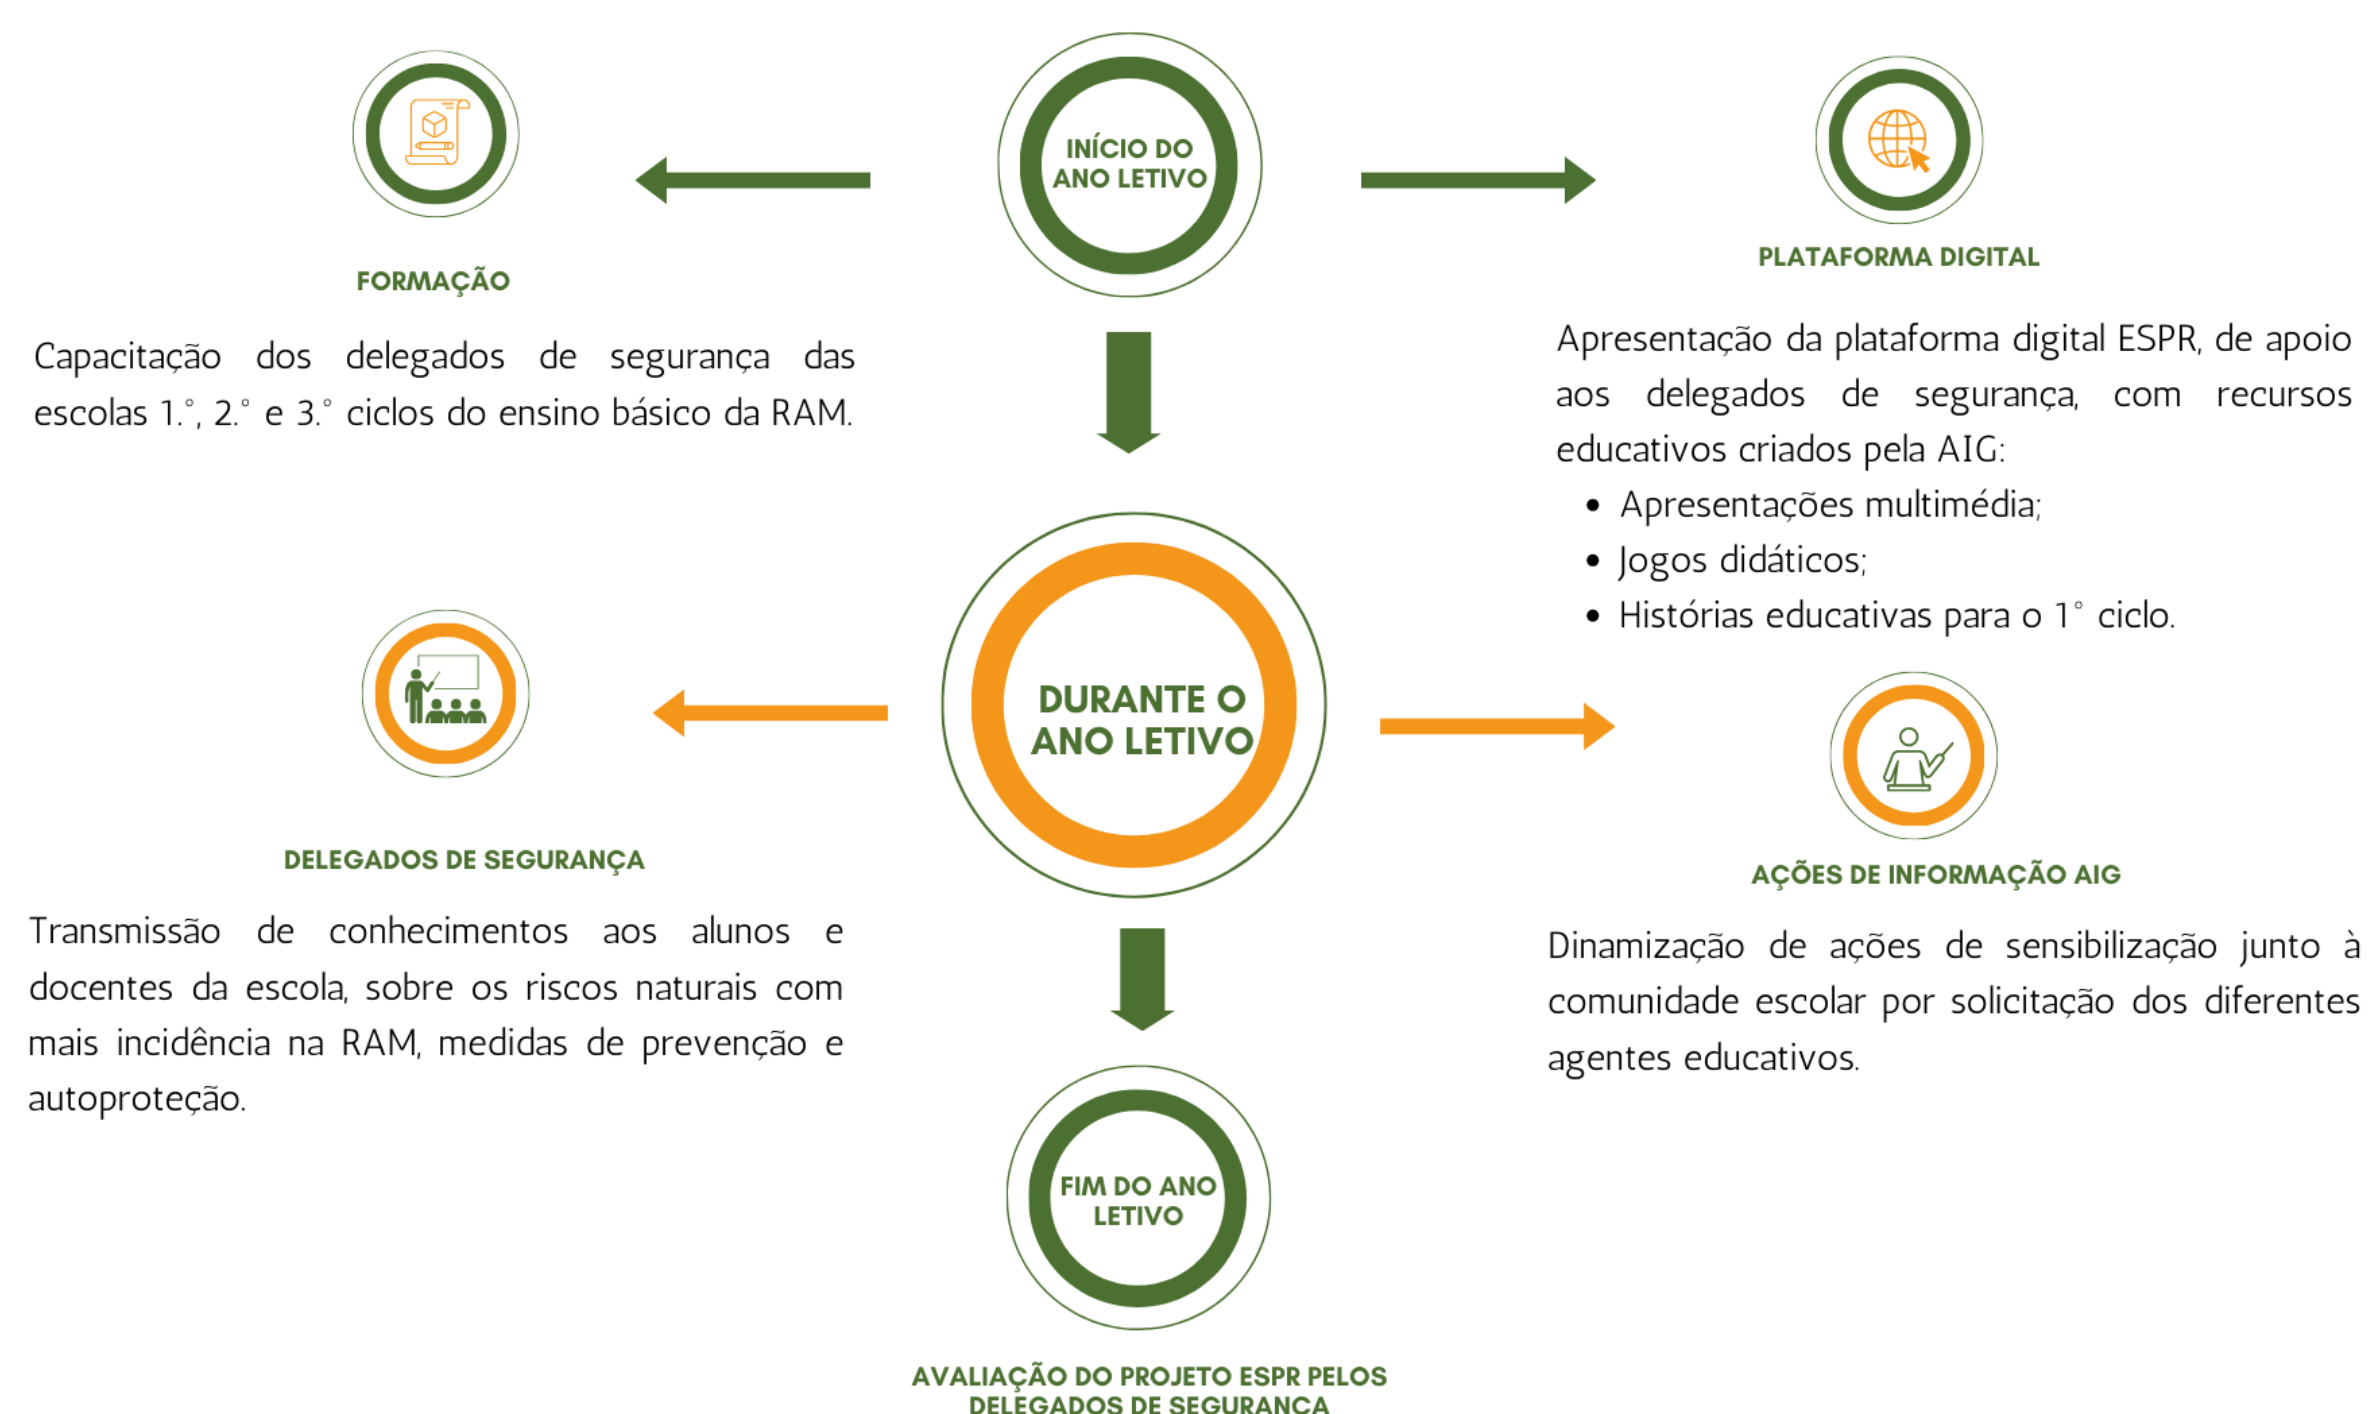 INÍCIO DO
ANO LETIVO
FORMAÇÃO
Capacitação dos delegados de segurança das
escolas 1.°, 2.° e 3.° ciclos do ensino básico da RAM.
PLATAFORMA DIGITAL
Apresentação da plataforma digital ESPR, de apoio
aos delegados de segurança, com recursos
educativos criados pela AIG:
• Apresentações multimédia;
• Jogos didáticos;
• Histórias educativas para o 1° ciclo.
DURANTE O
ANO LETIVO
DELEGADOS DE SEGURANÇA
Transmissão de conhecimentos aos alunos e
docentes da escola, sobre os riscos naturais com
mais incidência na RAM, medidas de prevenção e
autoproteção.
AÇÕES DE INFORMAÇÃO AIG
Dinamização de ações de sensibilização junto à
comunidade escolar por solicitação dos diferentes
agentes educativos.
FIM DO ANO
LETIVO
AVALIAÇÃO DO PROJETO ESPR PELOS
DELEGADOS DE SEGURANÇA